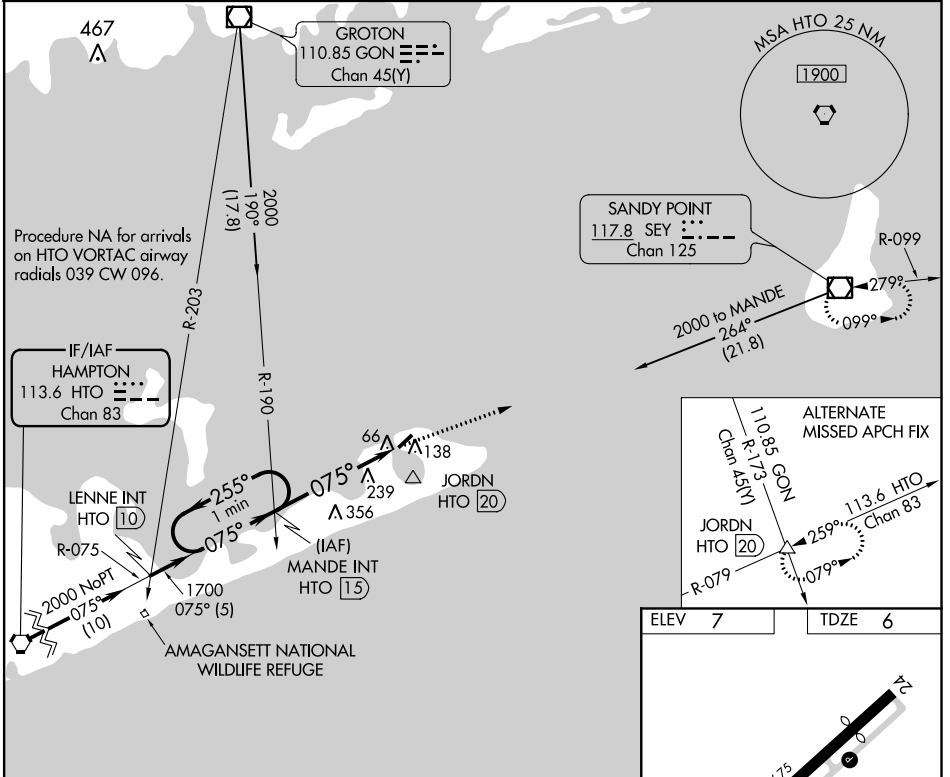 467
GROTON
110.85 GON
Chan 45(Y)
MSA HTO 25 NM
1900
2000
190°
(17.8)
Procedure NA for arrivals
on HTO VORTAC airway
radials 039 CW 096.
R-203
SANDY POINT
117.8 SEY
Chan 125
R-099
279°
099°
2000 to MANDE
264°
(21.8)
IF/IAF
HAMPTON
113.6 HTO
Chan 83
R-190
LENNE INT
HTO 10
255°
1 min
075°
075°
66
138
239
356
JORDN
HTO 20
(IAF)
MANDE INT
HTO 15
R-075
2000 NoPT
075°
(10)
1700
075° (5)
AMAGANSETT NATIONAL
WILDLIFE REFUGE
ALTERNATE
MISSED APCH FIX
110.85 GON
R-173
Chan 45(Y)
113.6 HTO
Chan 83
JORDN
HTO 20
259°
079°
R-079
ELEV 7
TDZE 6
24
P